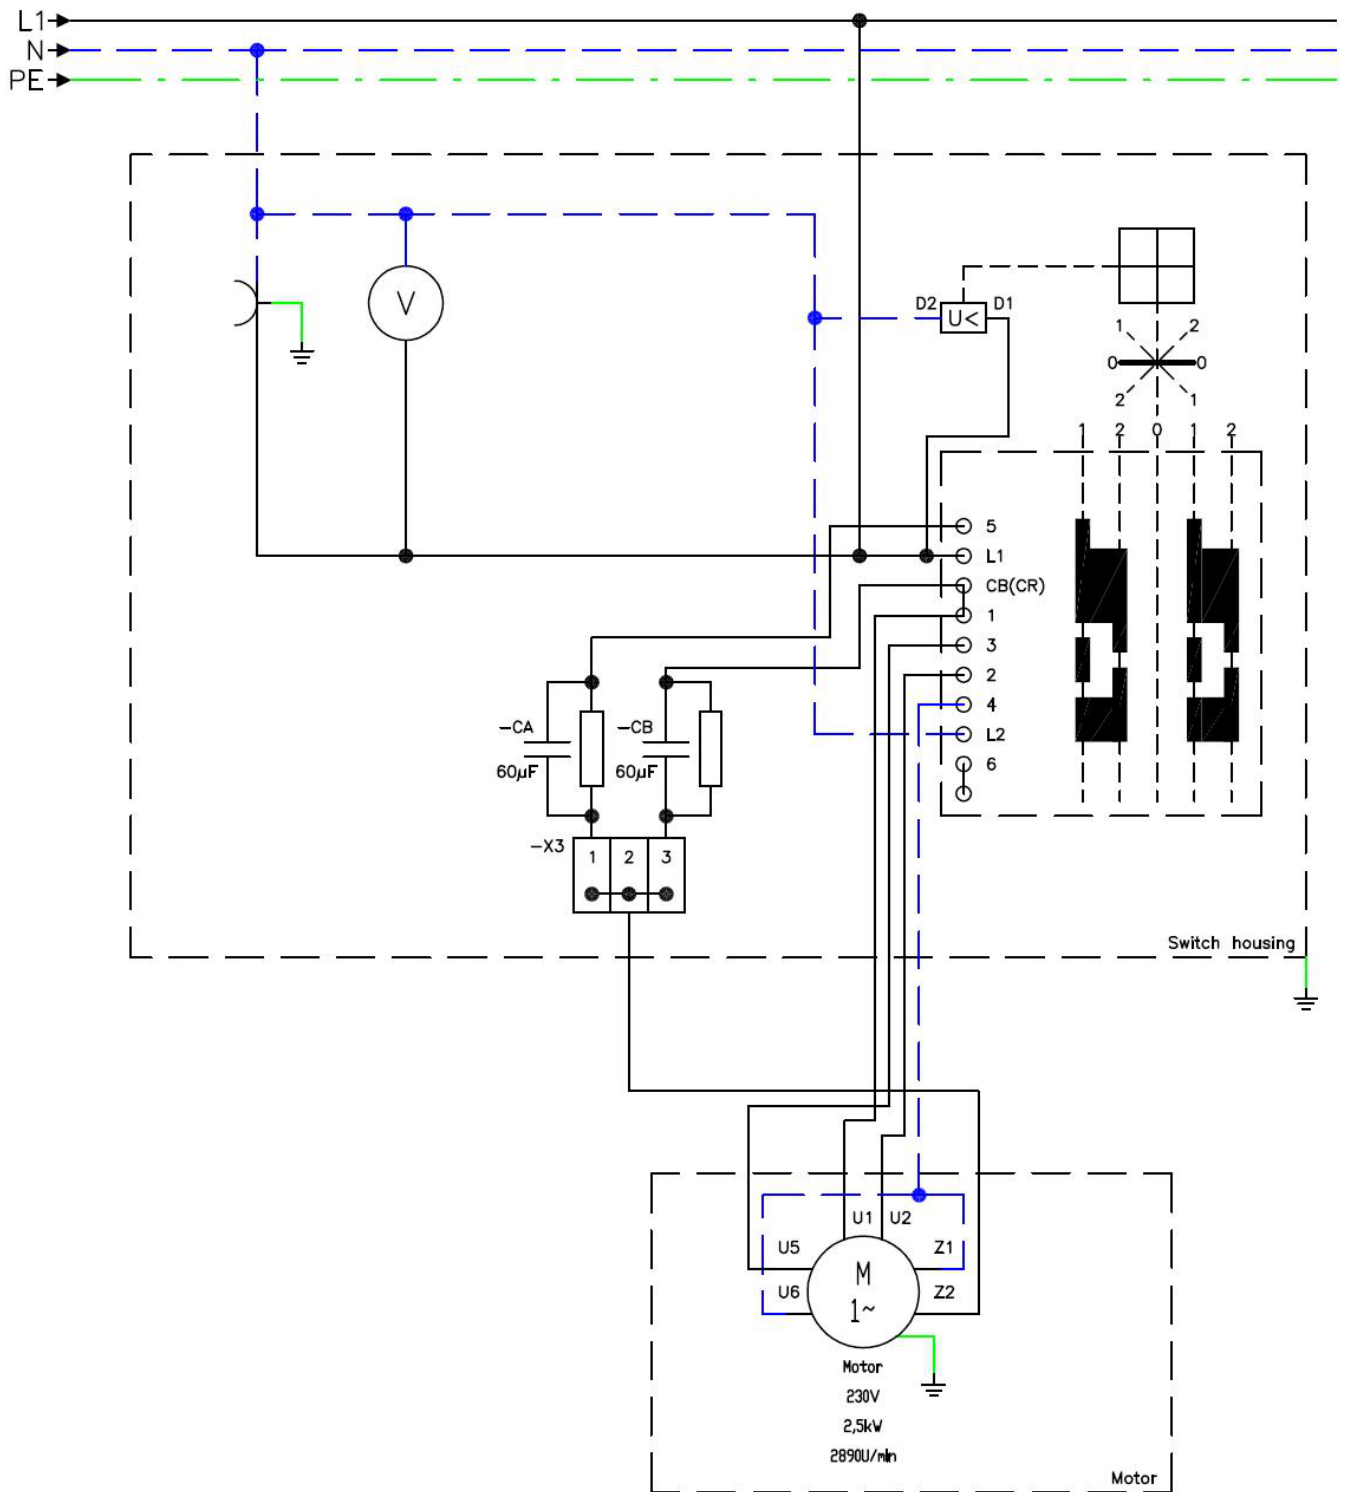 L1
N
PE
V
D2 U< D1
1 2
0 0
2 1
1 2 0 1 2
5
L1
CB(CR)
1
3
2
4
L2
6
-CA
60µF
-CB
60µF
-X3 1 2 3
Switch housing
U1 U2
U5 Z1
U6 Z2
M
1~
Motor
230V
2,5kW
2890U/min
Motor